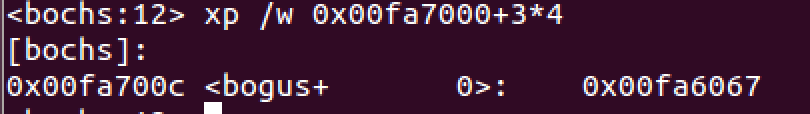 <bochs:12> xp /w 0x00fa7000+3*4
[bochs]:
0x00fa700c <bogus+       0>:    0x00fa6067